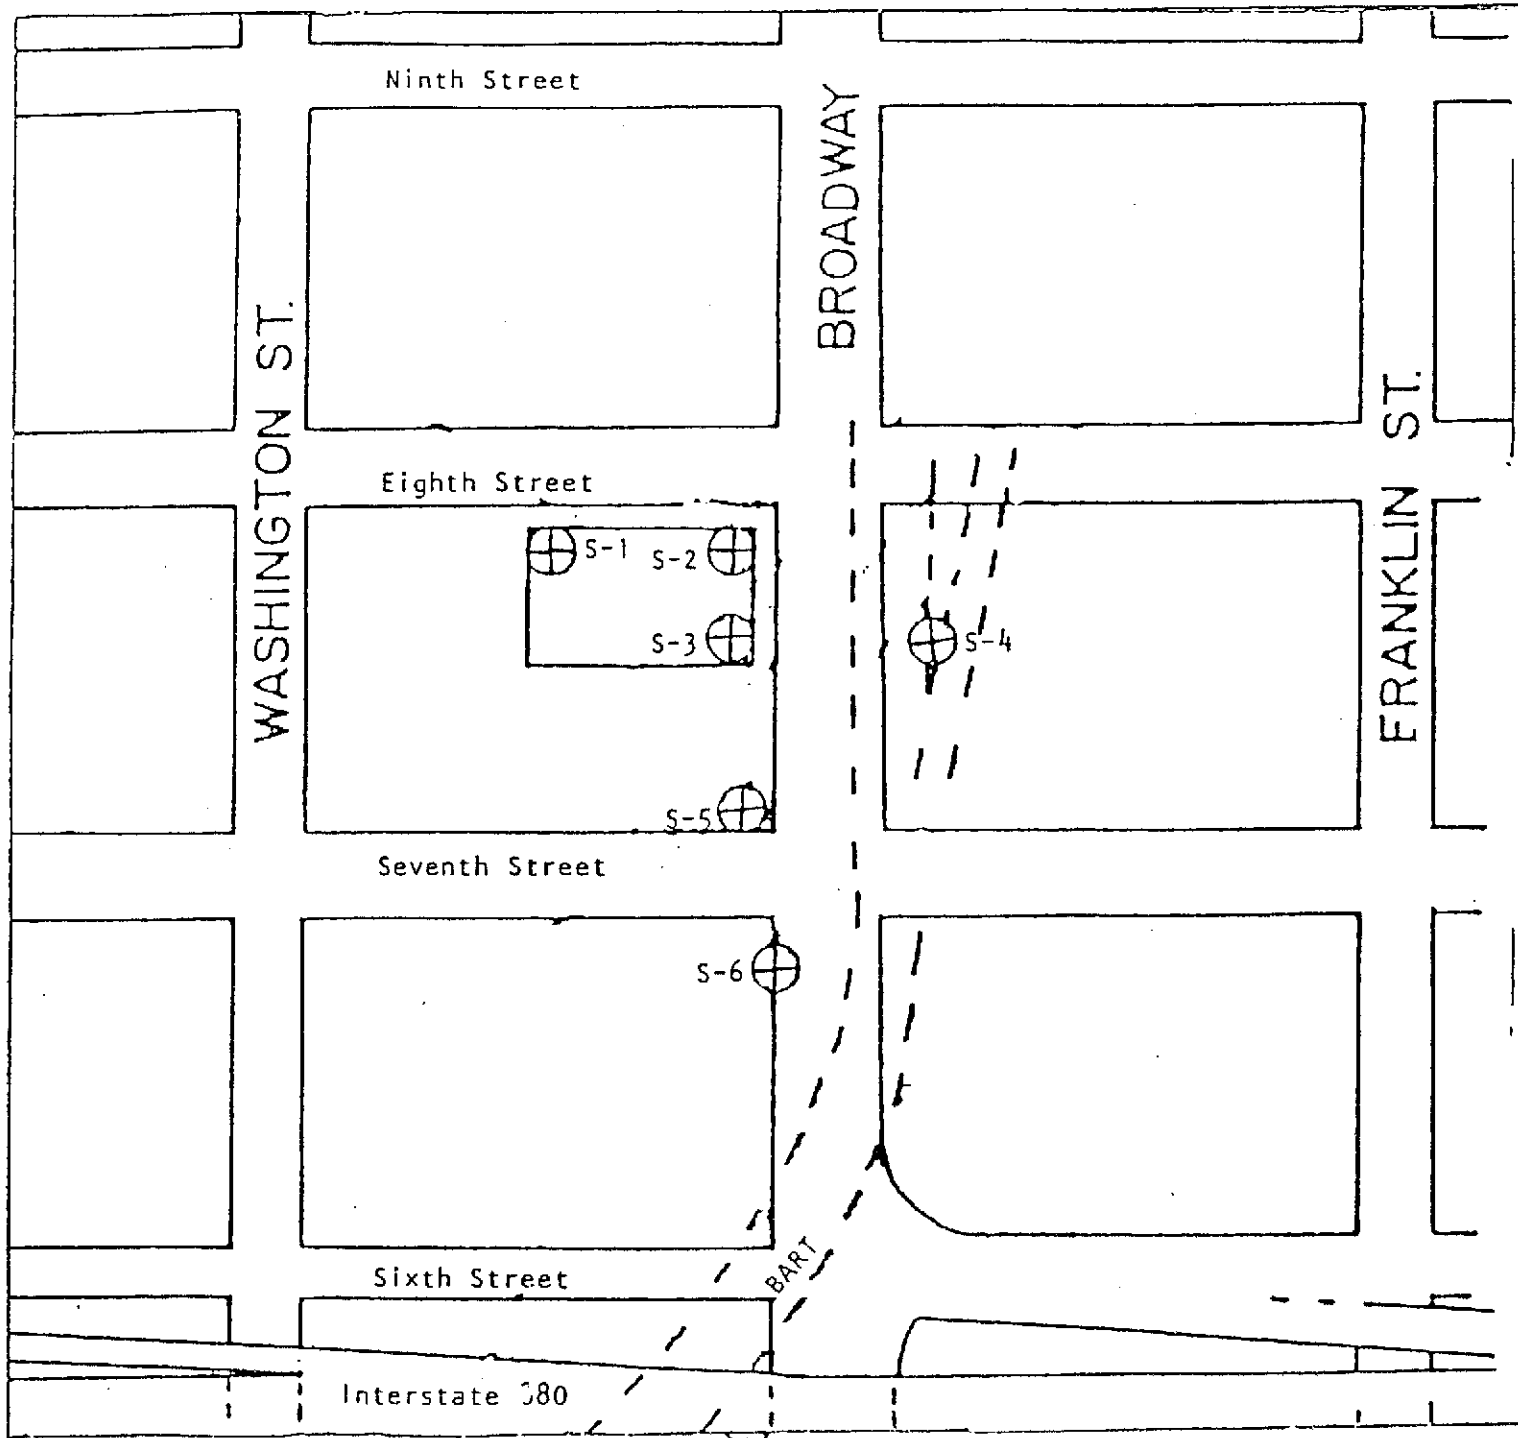 Ninth Street
BROADWAY
WASHINGTON ST.
FRANKLIN ST.
Eighth Street
S-1
S-2
S-3
S-4
S-5
Seventh Street
S-6
Sixth Street
BART
Interstate